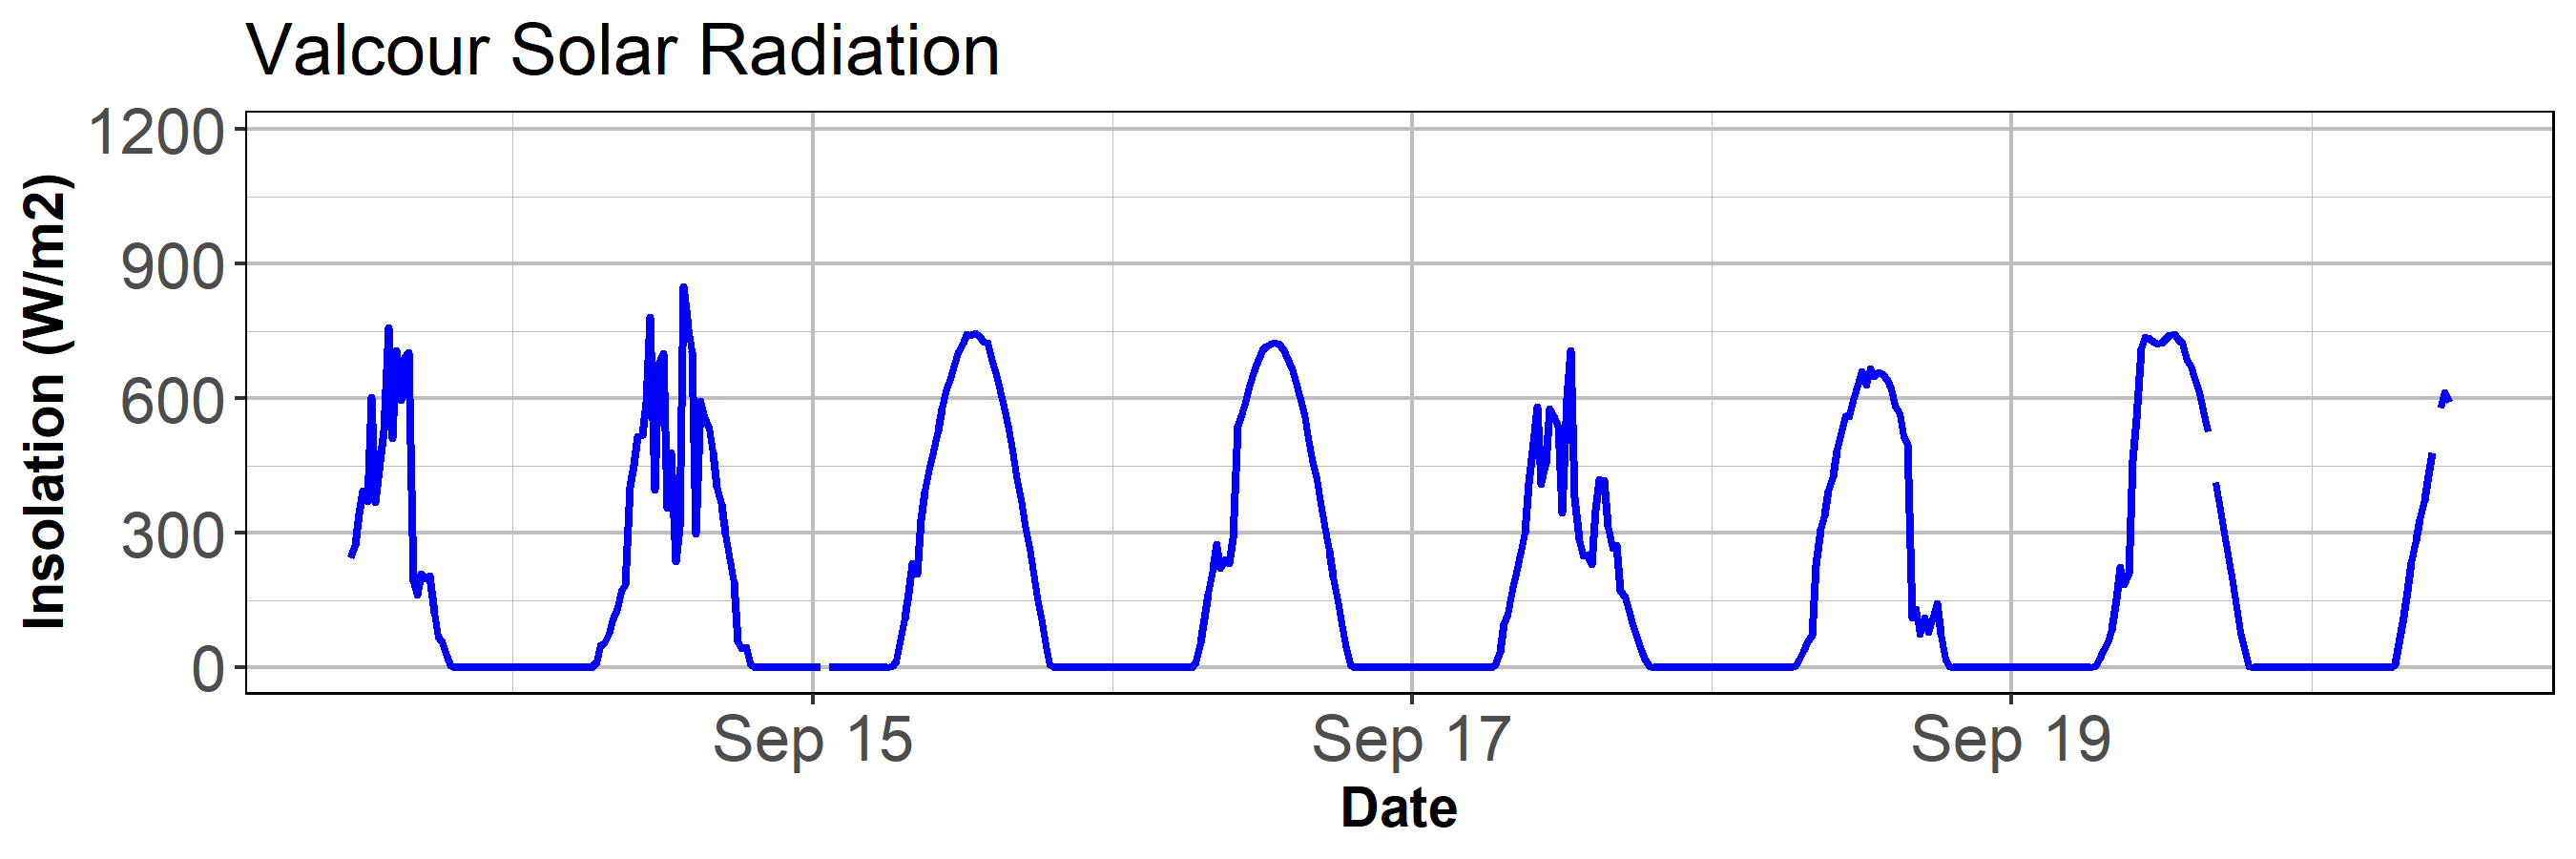 Valcour Solar Radiation
Insolation (W/m2)
1200
900
600
300
0
Sep 15
Sep 17
Sep 19
Date